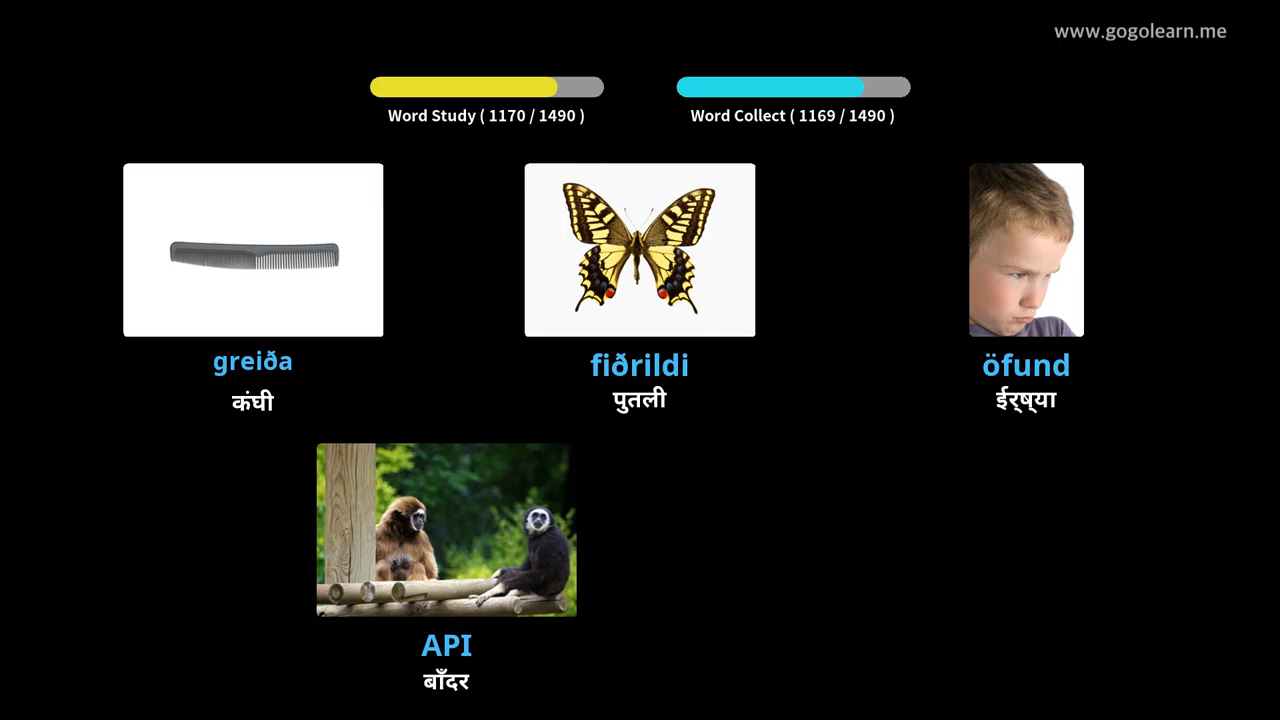 www.gogolearn.me
Word Study ( 1170 / 1490 )
Word Collect ( 1169 / 1490 )
greiða
कंघी
fiðrildi
पुतली
öfund
ईर्ष्या
API
बाँदर